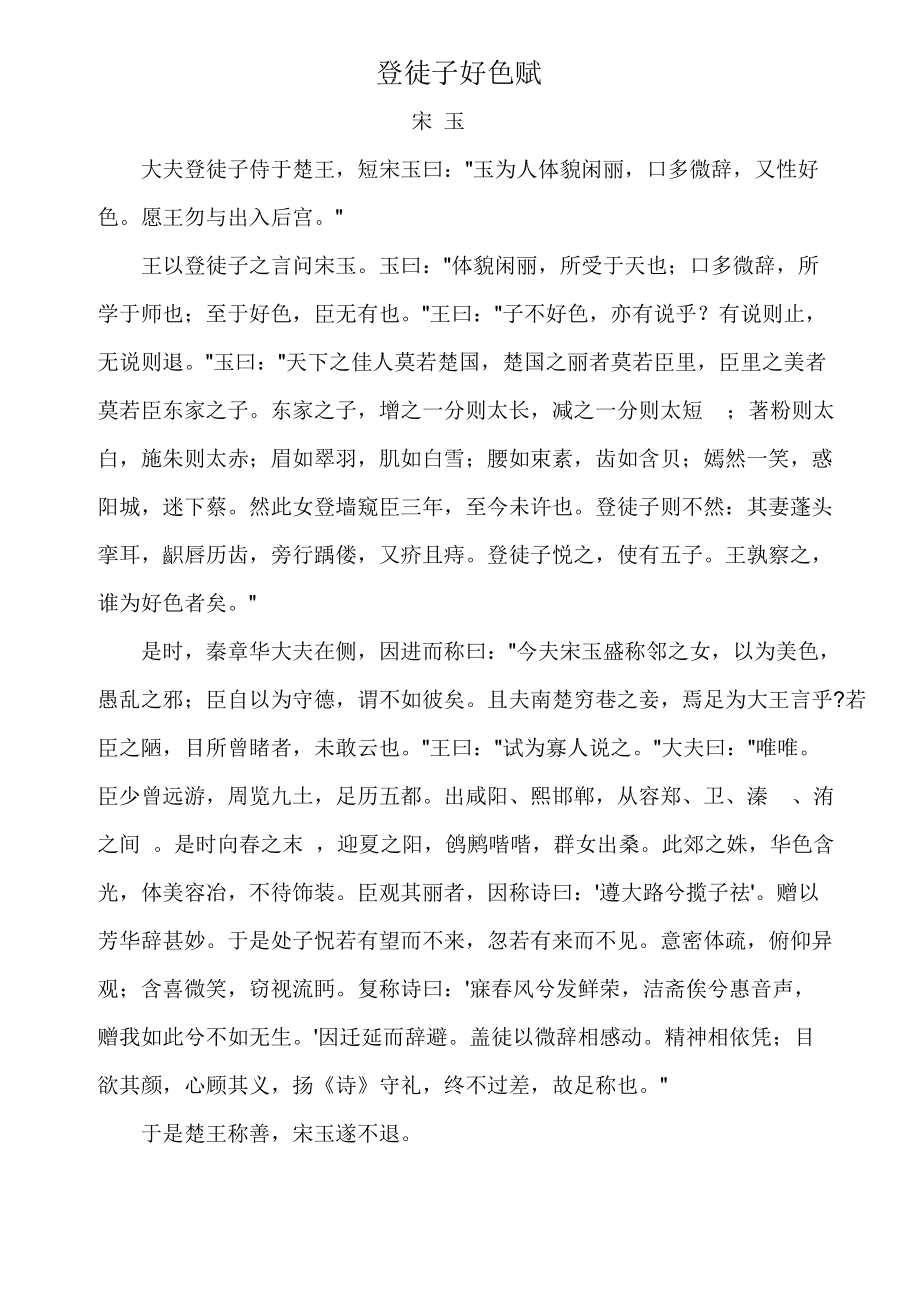 登徒子好色赋
宋 玉
大夫登徒子侍于楚王，短宋玉曰："玉为人体貌闲丽，口多微辞，又性好
色。愿王勿与出入后宫。"
王以登徒子之言问宋玉。玉曰："体貌闲丽，所受于天也；口多微辞，所
学于师也；至于好色，臣无有也。"王曰："子不好色，亦有说乎？有说则止，
无说则退。"玉曰："天下之佳人莫若楚国，楚国之丽者莫若臣里，臣里之美者
莫若臣东家之子。东家之子，增之一分则太长，减之一分则太短 ；著粉则太
白，施朱则太赤；眉如翠羽，肌如白雪；腰如束素，齿如含贝；嫣然一笑，惑
阳城，迷下蔡。然此女登墙窥臣三年，至今未许也。登徒子则不然：其妻蓬头
挛耳，齞唇历齿，旁行踽偻，又疥且痔。登徒子悦之，使有五子。王孰察之，
谁为好色者矣。"
是时，秦章华大夫在侧，因进而称曰："今夫宋玉盛称邻之女，以为美色，
愚乱之邪；臣自以为守德，谓不如彼矣。且夫南楚穷巷之妾，焉足为大王言乎?若
臣之陋，目所曾睹者，未敢云也。"王曰："试为寡人说之。"大夫曰："唯唯。
臣少曾远游，周览九土，足历五都。出咸阳、熙邯郸，从容郑、卫、溱 、洧
之间 。是时向春之末 ，迎夏之阳，鸧鹒喈喈，群女出桑。此郊之姝，华色含
光，体美容冶，不待饰装。臣观其丽者，因称诗曰：'遵大路兮揽子祛'。赠以
芳华辞甚妙。于是处子怳若有望而不来，忽若有来而不见。意密体疏，俯仰异
观；含喜微笑，窃视流眄。复称诗曰：'寐春风兮发鲜荣，洁斋俟兮惠音声，
赠我如此兮不如无生。'因迁延而辞避。盖徒以微辞相感动。精神相依凭；目
欲其颜，心顾其义，扬《诗》守礼，终不过差，故足称也。"
于是楚王称善，宋玉遂不退。